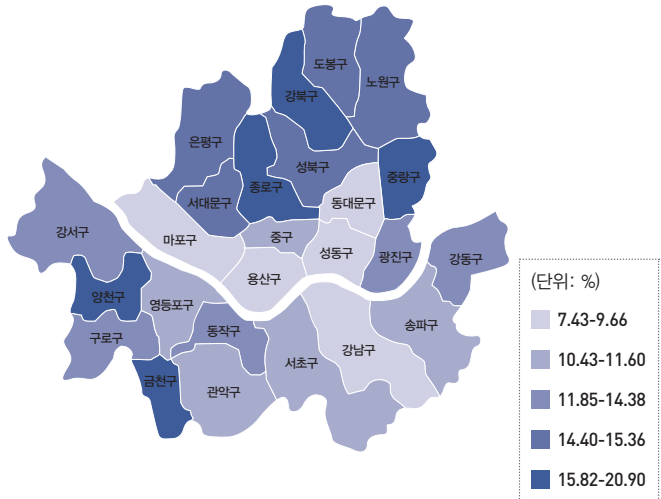 도봉구
노원구
강북구
은평구
성북구
중랑구
종로구
서대문구
동대문구
강서구
마포구
중구
성동구
광진구
강동구
용산구
양천구
영등포구
송파구
구로구
동작구
서초구
강남구
금천구
관악구
(단위: %)
7.43-9.66
10.43-11.60
11.85-14.38
14.40-15.36
15.82-20.90